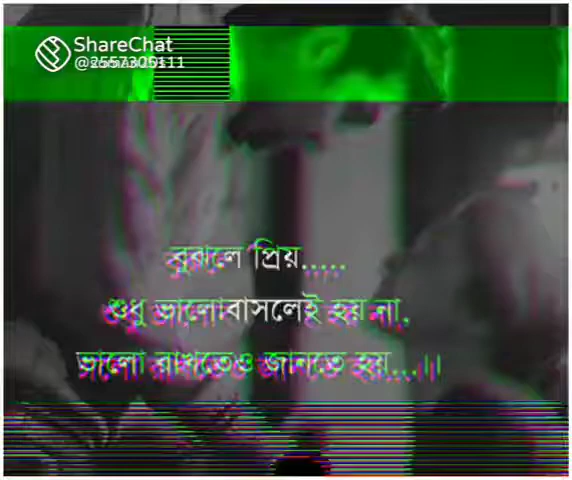 ShareChat
বুঝলে প্রিয়.....
শুধু ভালোবাসলেই হয় না,
ভালো রাখতেও জানতে হয়...।।